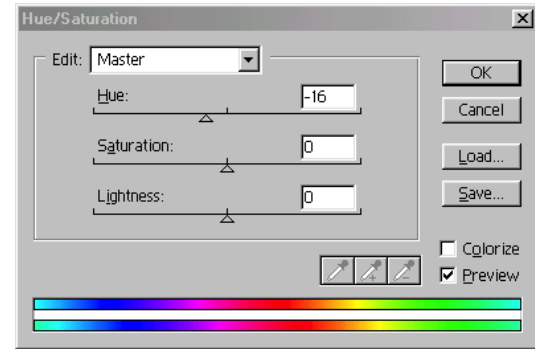 Hue/Saturation
Edit: Master
OK
Hue: -16
Cancel
Saturation: 0
Load...
Lightness: 0
Save...
Colorize
Preview